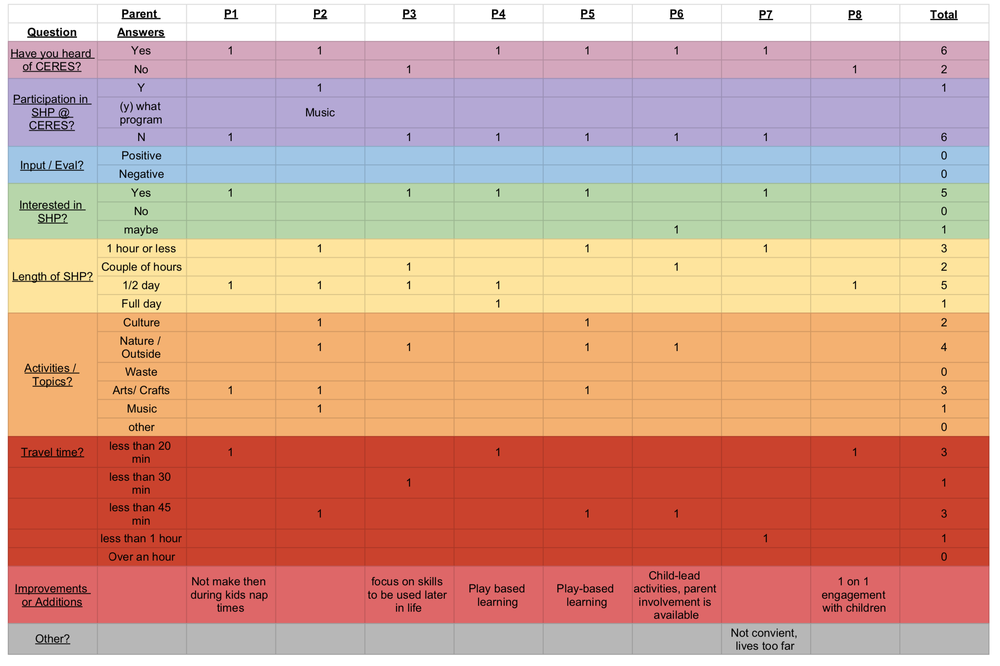 Parent P1 P2 P3 P4 P5 P6 P7 P8 Total
Question Answers
Have you heard
of CERES?
Yes 1 1 1 1 1 1 6
No 1 1 2
Participation in
SHP @
CERES?
Y 1 1
(y) what
program
Music
N 1 1 1 1 1 1 6
Input / Eval?
Positive 0
Negative 0
Interested in
SHP?
Yes 1 1 1 1 1 5
No 0
maybe 1 1
Length of SHP?
1 hour or less 1 1 1 3
Couple of hours 1 1 2
1/2 day 1 1 1 1 1 5
Full day 1 1
Activities /
Topics?
Culture 1 1 2
Nature /
Outside
1 1 1 1 4
Waste 0
Arts/ Crafts 1 1 1 3
Music 1 1
other 0
Travel time?
less than 20
min
1 1 1 3
less than 30
min
1 1
less than 45
min
1 1 1 3
less than 1 hour 1 1
Over an hour 0
Improvements
or Additions
Not make then
during kids nap
times
focus on skills
to be used later
in life
Play based
learning
Play-based
learning
Child-lead
activities, parent
involvement is
available
1 on 1
engagement
with children
Other?
Not convient,
lives too far